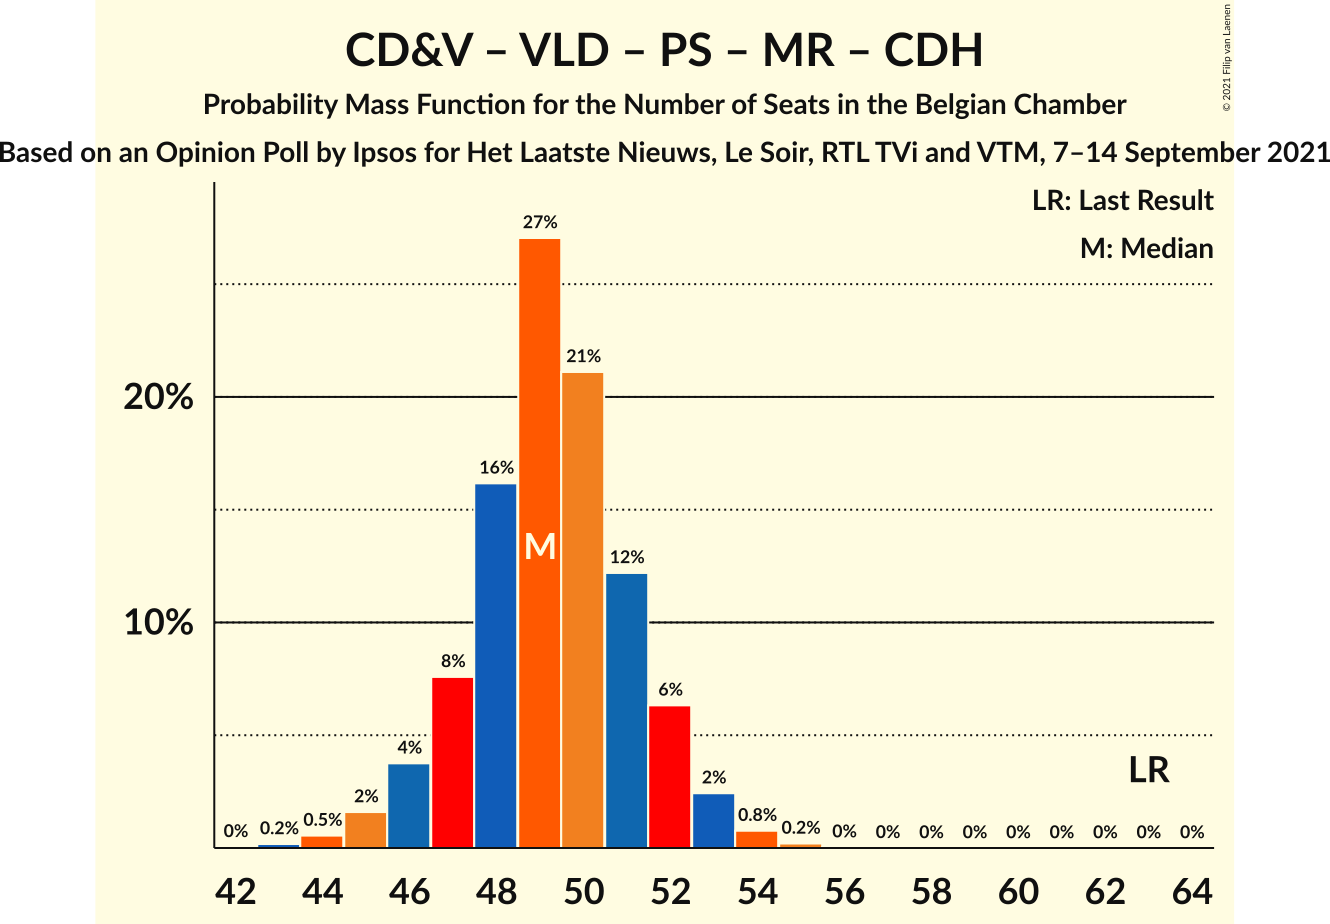 CD&V – VLD – PS – MR – CDH
Probability Mass Function for the Number of Seats in the Belgian Chamber
Based on an Opinion Poll by Ipsos for Het Laatste Nieuws, Le Soir, RTL TVi and VTM, 7–14 September 2021
© 2021 Filip van Laenen
LR: Last Result
M: Median
27%
21%
20%
16%
M
12%
10%
8%
6%
4%
LR
2%
2%
0% 0.2% 0.5% 0.8% 0.2% 0% 0% 0% 0% 0% 0% 0% 0% 0%
42 44 46 48 50 52 54 56 58 60 62 64